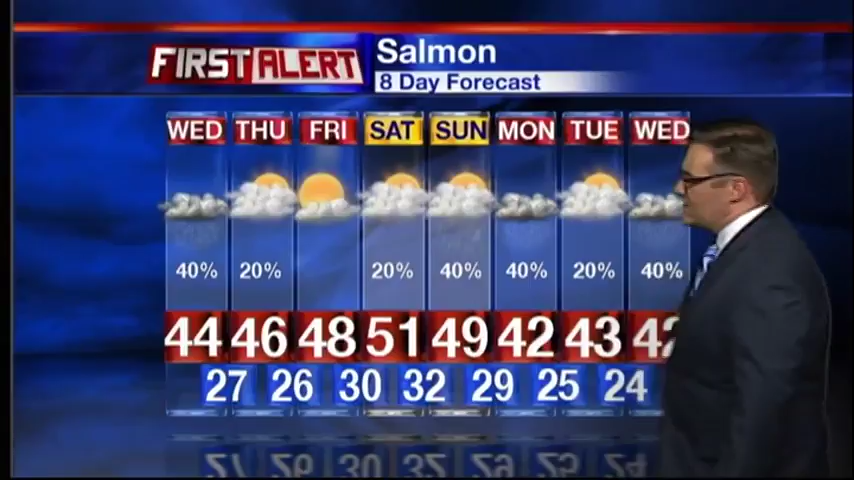 FIRST ALERT
Salmon
8 Day Forecast
WED THU FRI SAT SUN MON TUE WED
40% 20% 20% 40% 40% 20% 40%
44 46 48 51 49 42 43 42
27 26 30 32 29 25 24